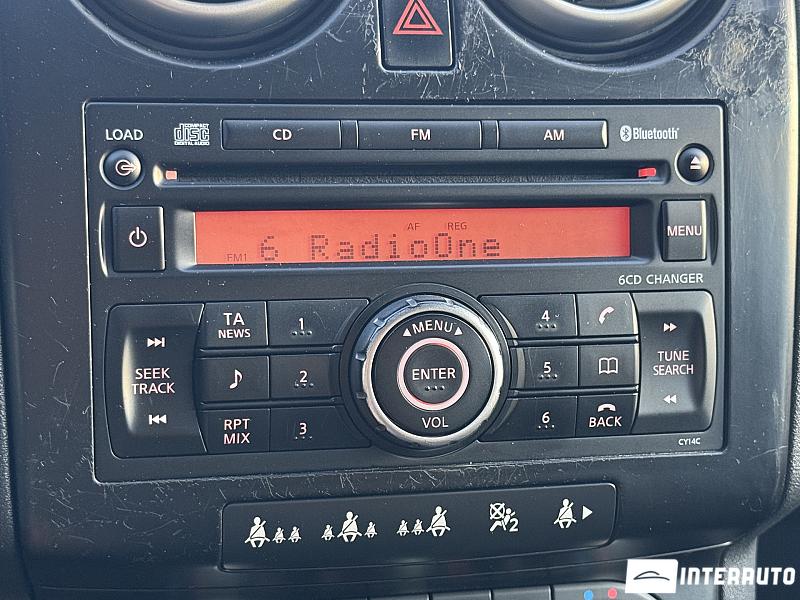 LOAD
COMPACT
disc
DIGITAL AUDIO
CD
FM
AM
Bluetooth
MENU
AF REG
FM1 6 RadioOne
6CD CHANGER
SEEK
TRACK
TA
NEWS
1
2
RPT
MIX
3
MENU
ENTER
VOL
4
5
6
BACK
TUNE
SEARCH
CY14C
2
INTERAUTO